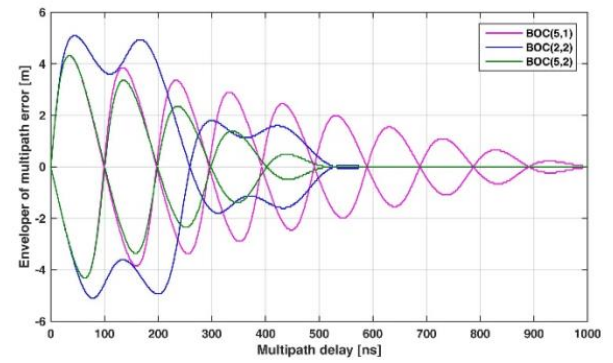 6
4
2
0
-2
-4
-6
Enveloper of multipath error [m]
BOC(5,1)
BOC(2,2)
BOC(5,2)
0 100 200 300 400 500 600 700 800 900 1000
Multipath delay [ns]